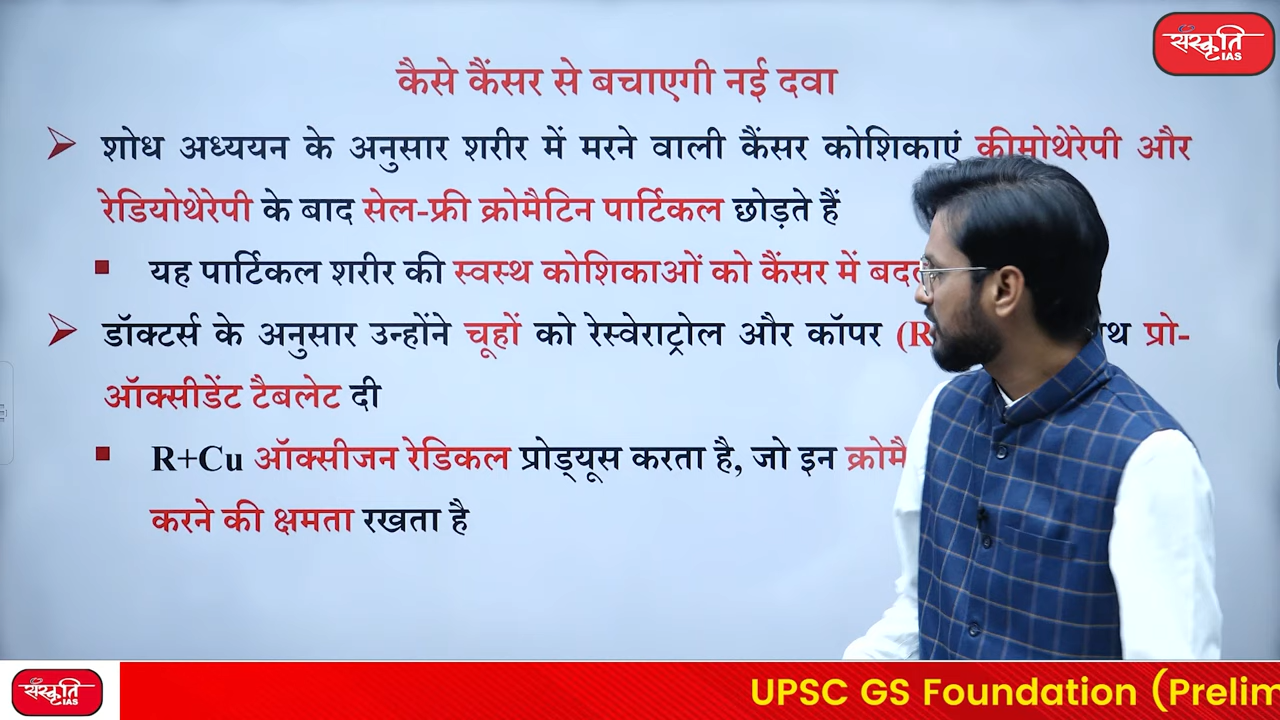 संस्कृति
IAS
कैसे कैंसर से बचाएगी नई दवा
शोध अध्ययन के अनुसार शरीर में मरने वाली कैंसर कोशिकाएं कीमोथेरेपी और
रेडियोथेरेपी के बाद सेल-फ्री क्रोमैटिन पार्टिकल छोड़ते हैं
यह पार्टिकल शरीर की स्वस्थ कोशिकाओं को कैंसर में
डॉक्टर्स के अनुसार उन्होंने चूहों को रेस्वेराट्रोल और कॉपर प्रो-
ऑक्सीडेंट टैबलेट दी
R+Cu ऑक्सीजन रेडिकल प्रोड्यूस करता है, जो इन
करने की क्षमता रखता है
संस्कृति
IAS
UPSC GS Foundation (Prelim